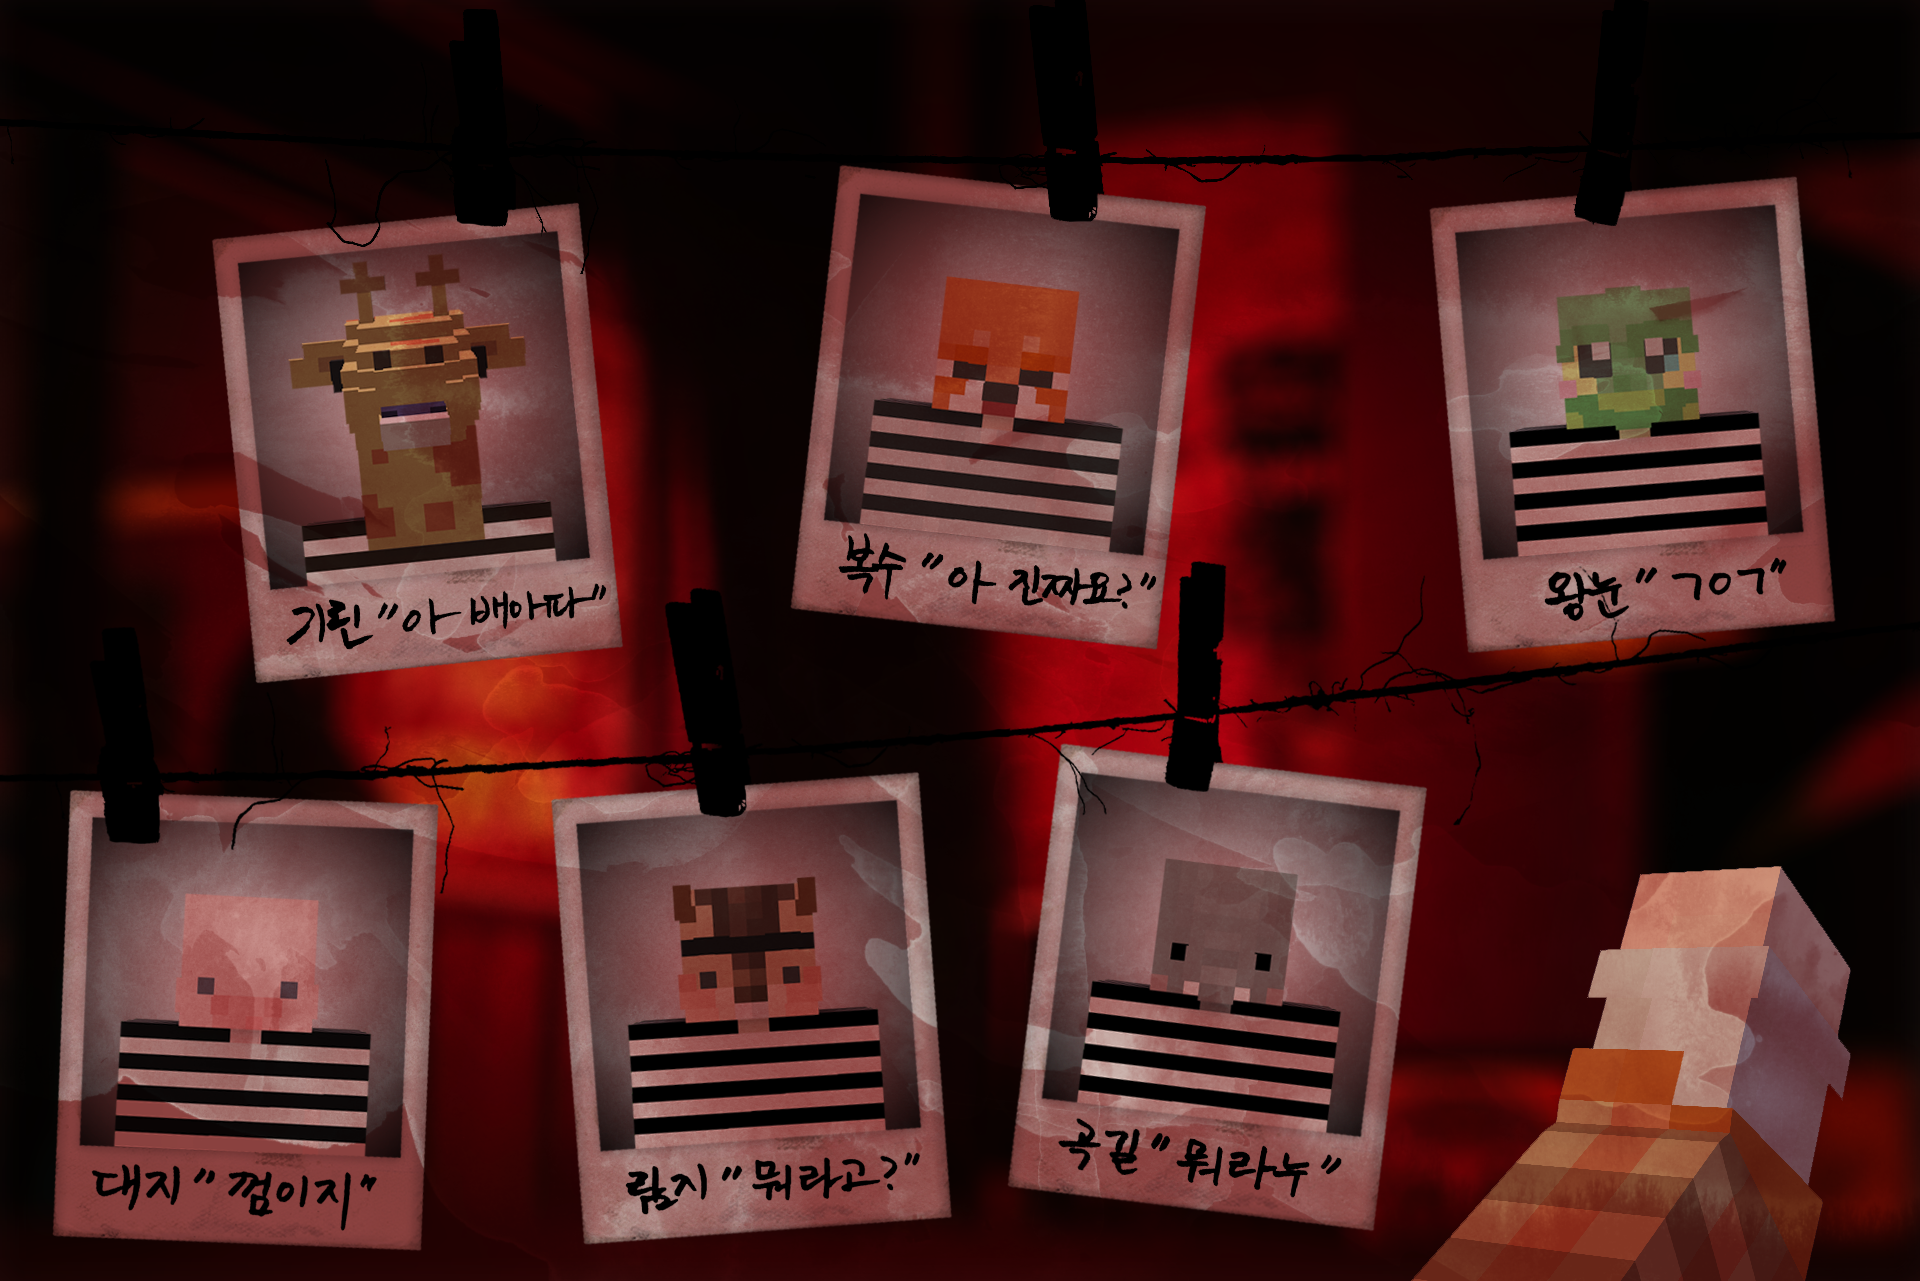 기린 "아 배아파"
복수 "아 진짜요?"
왕눈 "ㄱㅇㄱ"
대지 "껌이지"
림지 "뭐라고?"
곡길 "뭐라누"